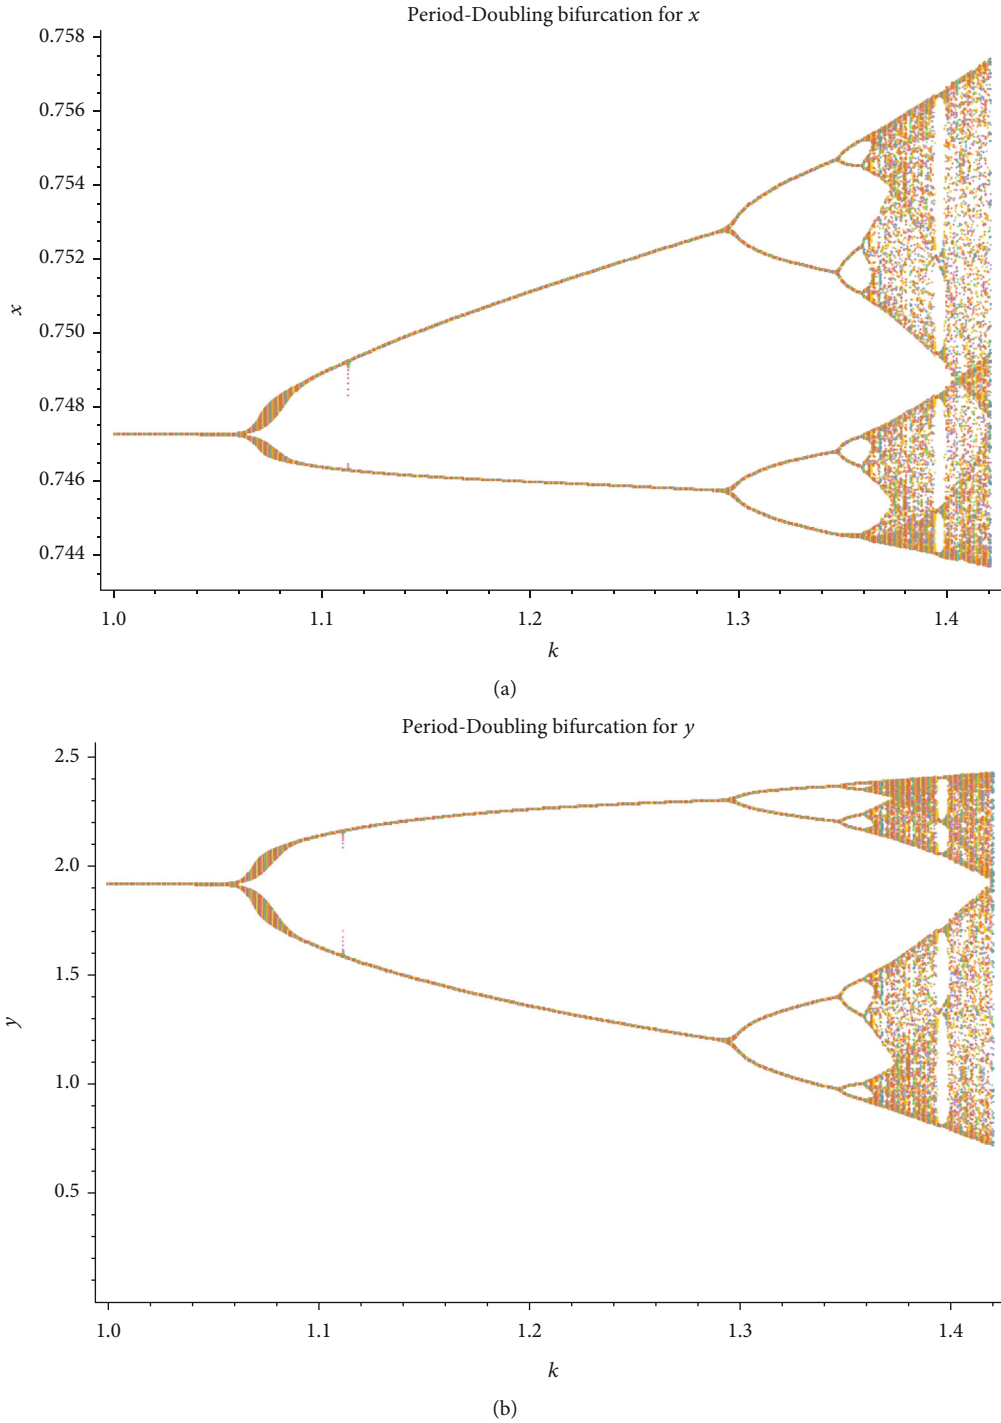 Period-Doubling bifurcation for x
0.758
0.756
0.754
0.752
0.750
0.748
0.746
0.744
x
1.0 1.1 1.2 1.3 1.4
k
(a)
Period-Doubling bifurcation for y
2.5
2.0
1.5
1.0
0.5
y
1.0 1.1 1.2 1.3 1.4
k
(b)